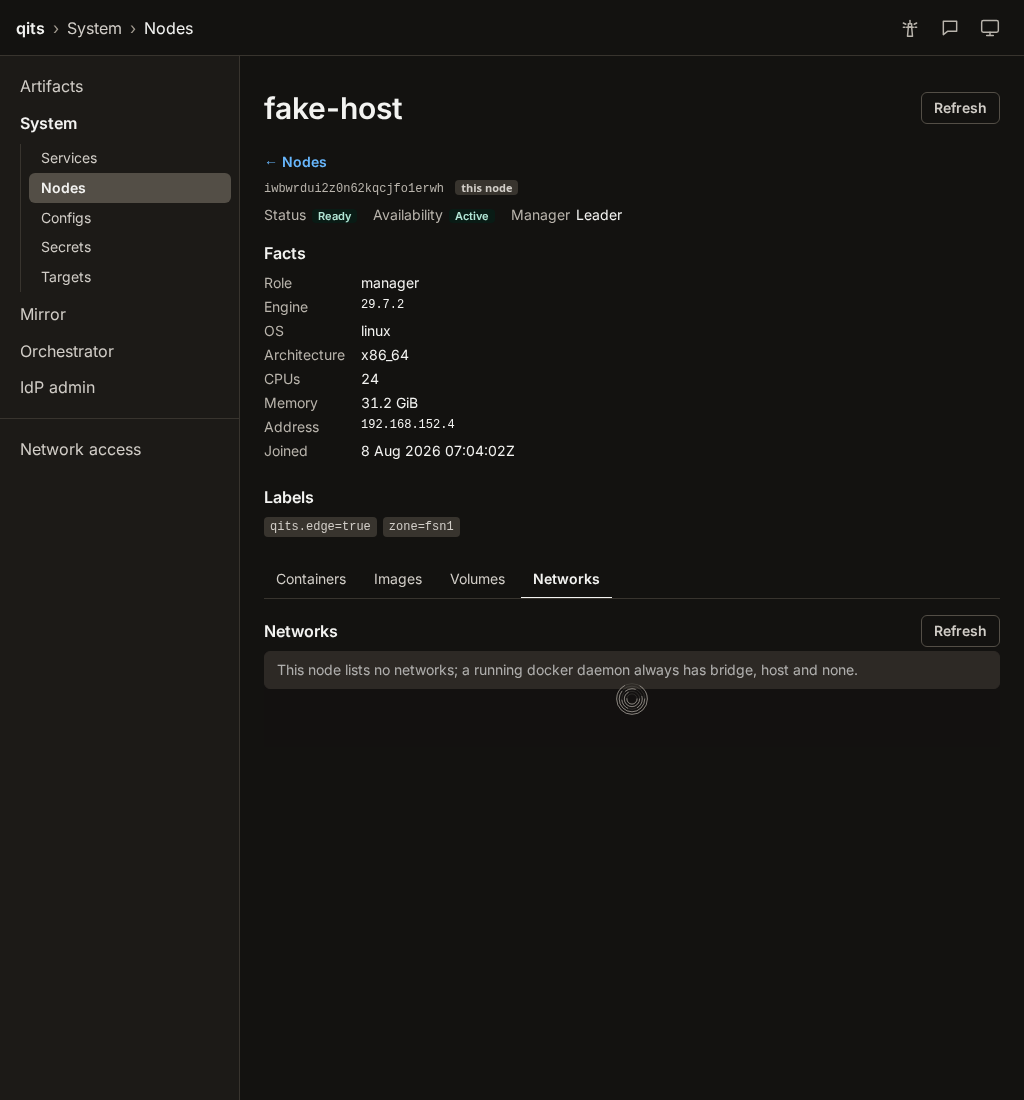 qits › System › Nodes
Artifacts
System
Services
Nodes
Configs
Secrets
Targets
Mirror
Orchestrator
IdP admin
Network access
fake-host
Refresh
← Nodes
iwbwrdui2z0n62kqcjfo1erwh this node
Status Ready Availability Active Manager Leader
Facts
Role manager
Engine 29.7.2
OS linux
Architecture x86_64
CPUs 24
Memory 31.2 GiB
Address 192.168.152.4
Joined 8 Aug 2026 07:04:02Z
Labels
qits.edge=true zone=fsn1
Containers Images Volumes Networks
Networks Refresh
This node lists no networks; a running docker daemon always has bridge, host and none.